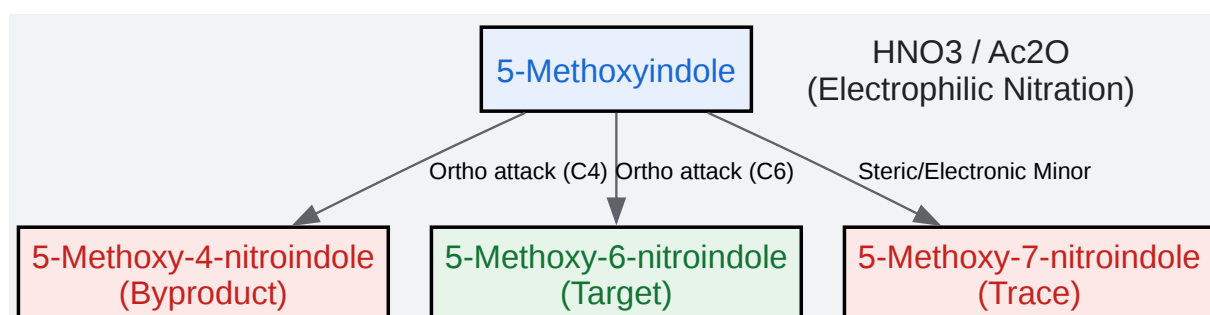 5-Methoxyindole
HNO3 / Ac2O
(Electrophilic Nitration)
Ortho attack (C4)
Ortho attack (C6)
Steric/Electronic Minor
5-Methoxy-4-nitroindole
(Byproduct)
5-Methoxy-6-nitroindole
(Target)
5-Methoxy-7-nitroindole
(Trace)